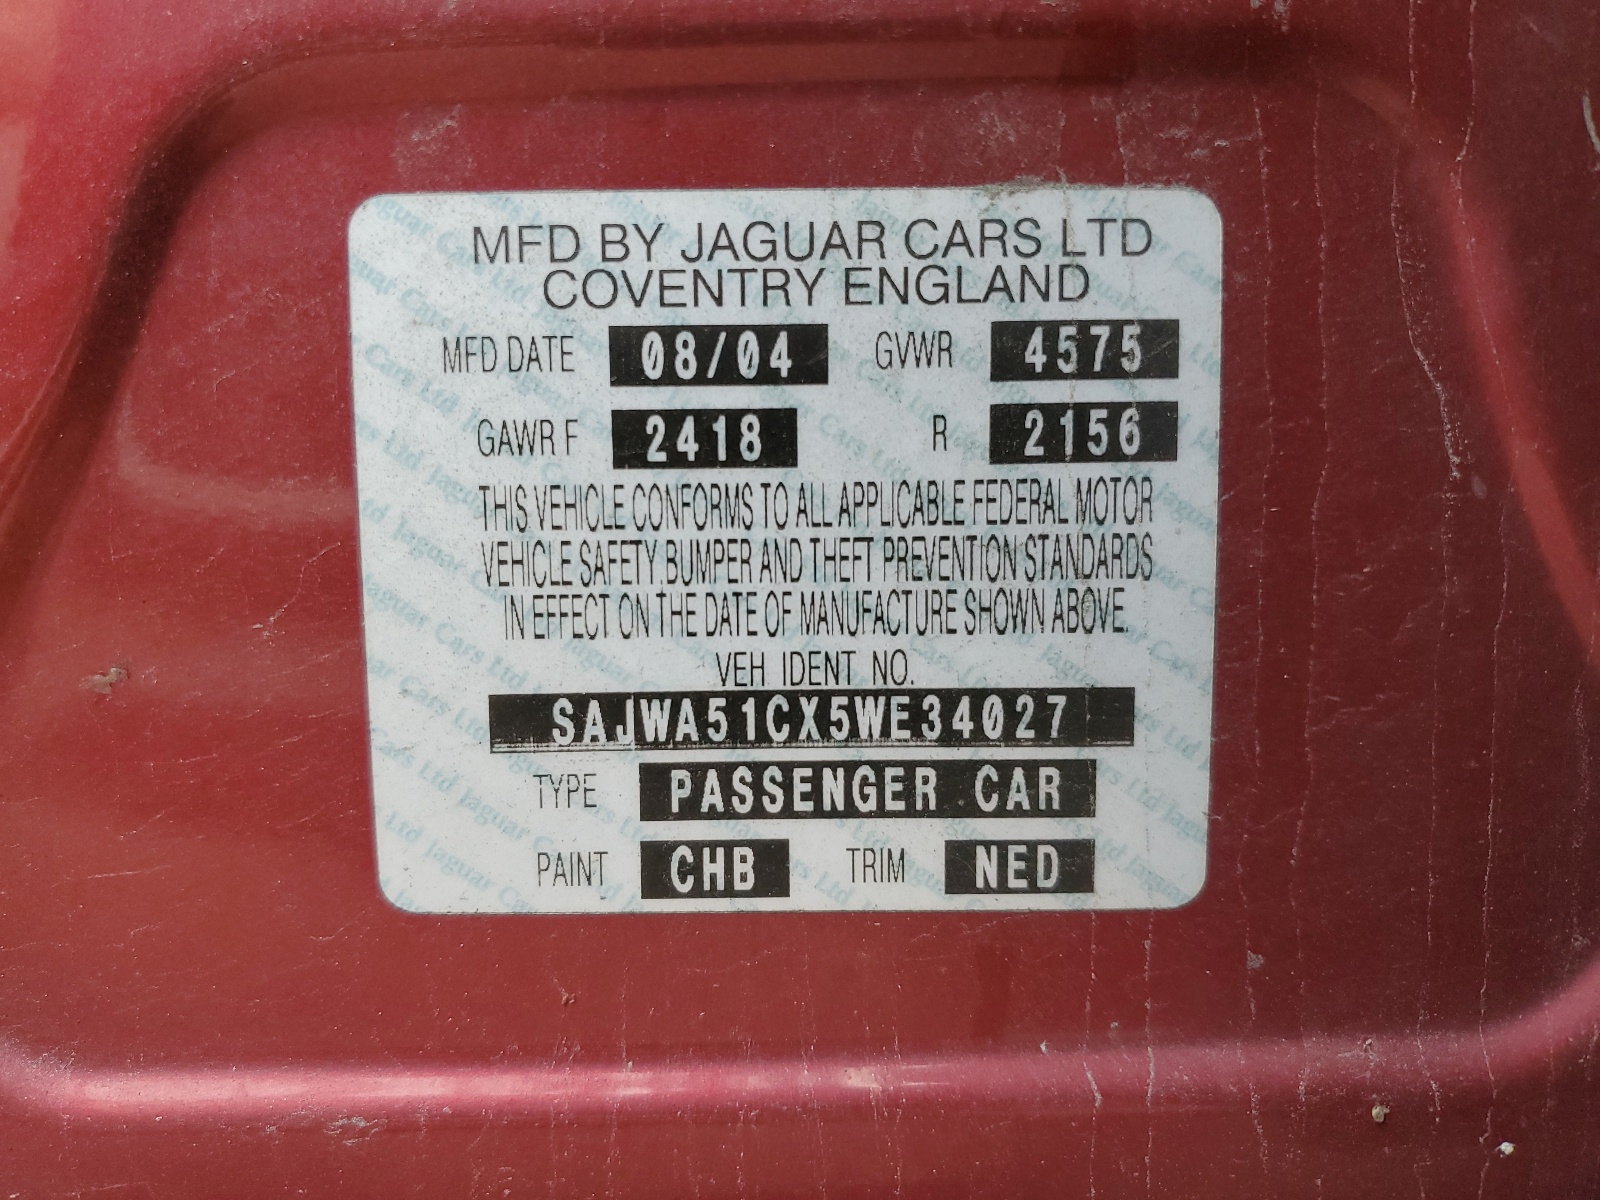 MFD BY JAGUAR CARS LTD
COVENTRY ENGLAND
MFD DATE 08/04 GVWR 4575
GAWR F 2418 R 2156
THIS VEHICLE CONFORMS TO ALL APPLICABLE FEDERAL MOTOR
VEHICLE SAFETY, BUMPER AND THEFT PREVENTION STANDARDS
IN EFFECT ON THE DATE OF MANUFACTURE SHOWN ABOVE.
VEH IDENT NO.
SAJWA51CX5WE34027
TYPE PASSENGER CAR
PAINT CHB TRIM NED